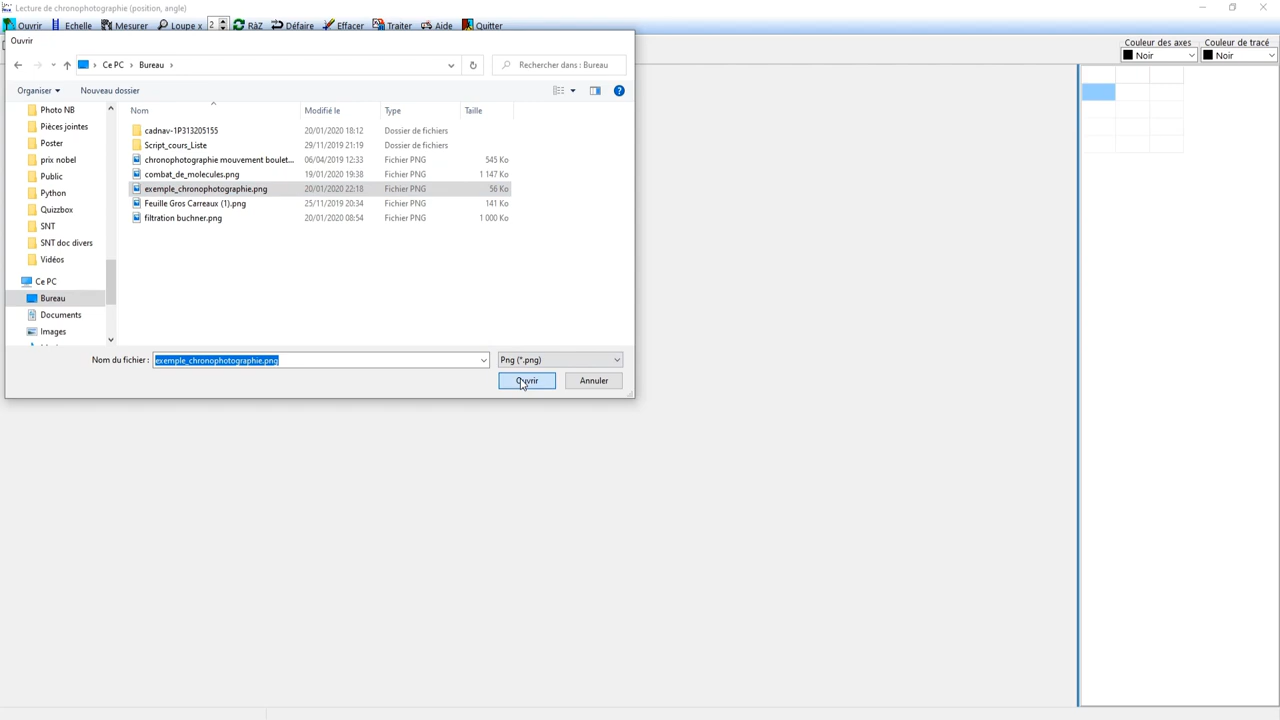 Lecture de chronophotographie (position, angle)
Ouvrir Echelle Mesurer Loupe x 2 RàZ Défaire Effacer Traiter Aide Quitter
Couleur des axes Couleur de tracé
Noir Noir
Ouvrir
Ce PC › Bureau ›
Rechercher dans : Bureau
Organiser Nouveau dossier
Nom Modifié le Type Taille
Photo NB
Pièces jointes
Poster
prix nobel
Public
Python
Quizzbox
SNT
SNT doc divers
Vidéos
Ce PC
Bureau
Documents
Images
cadnav-1P313205155 20/01/2020 18:12 Dossier de fichiers
Script_cours_Liste 29/11/2019 21:19 Dossier de fichiers
chronophotographie mouvement boulet... 06/04/2019 12:33 Fichier PNG 545 Ko
combat_de_molecules.png 19/01/2020 19:38 Fichier PNG 1 147 Ko
exemple_chronophotographie.png 20/01/2020 22:18 Fichier PNG 56 Ko
Feuille Gros Carreaux (1).png 25/11/2019 20:34 Fichier PNG 141 Ko
filtration buchner.png 20/01/2020 08:54 Fichier PNG 1 000 Ko
Nom du fichier : exemple_chronophotographie.png Png (*.png)
Ouvrir Annuler